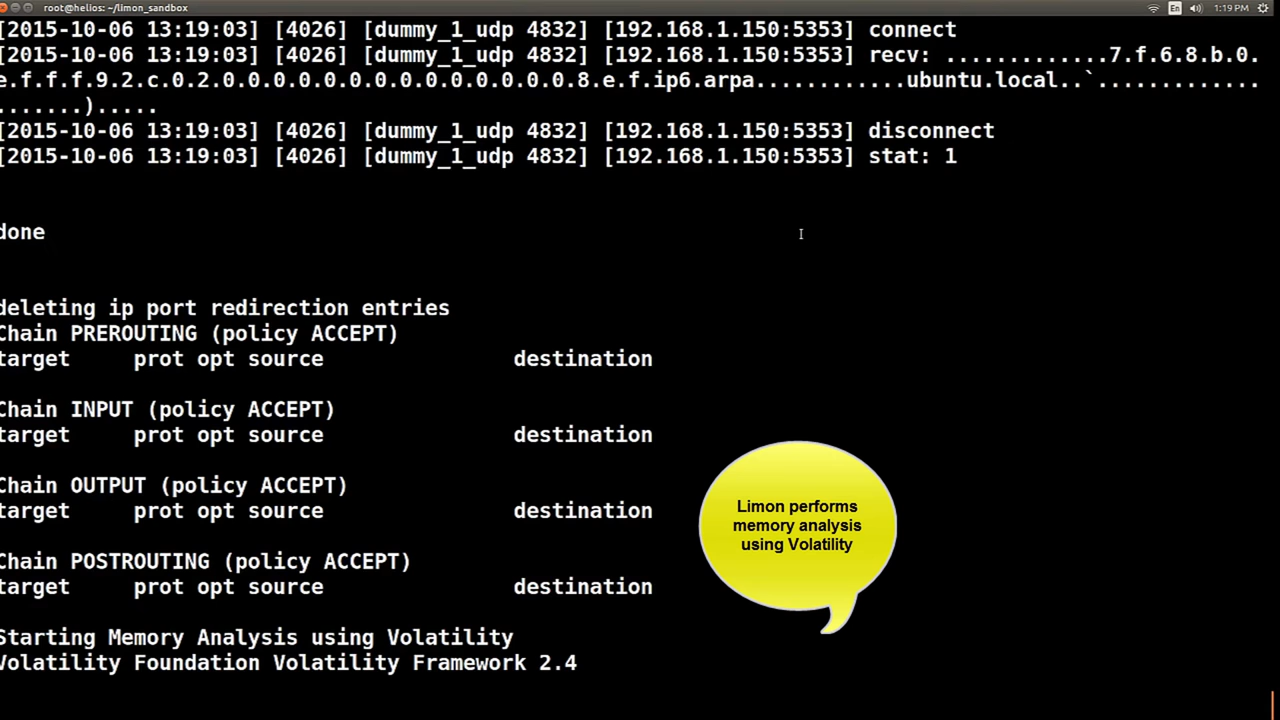 root@helios: ~/limon_sandbox
En
1:19 PM
[2015-10-06 13:19:03] [4026] [dummy_1_udp 4832] [192.168.1.150:5353] connect
[2015-10-06 13:19:03] [4026] [dummy_1_udp 4832] [192.168.1.150:5353] recv: .............7.f.6.8.b.0.
e.f.f.f.9.2.c.0.2.0.0.0.0.0.0.0.0.0.0.0.0.0.8.e.f.ip6.arpa............ubuntu.local..`.............
.......).....
[2015-10-06 13:19:03] [4026] [dummy_1_udp 4832] [192.168.1.150:5353] disconnect
[2015-10-06 13:19:03] [4026] [dummy_1_udp 4832] [192.168.1.150:5353] stat: 1
done
deleting ip port redirection entries
Chain PREROUTING (policy ACCEPT)
target     prot opt source               destination
Chain INPUT (policy ACCEPT)
target     prot opt source               destination
Chain OUTPUT (policy ACCEPT)
target     prot opt source               destination
Chain POSTROUTING (policy ACCEPT)
target     prot opt source               destination
Limon performs
memory analysis
using Volatility
Starting Memory Analysis using Volatility
Volatility Foundation Volatility Framework 2.4